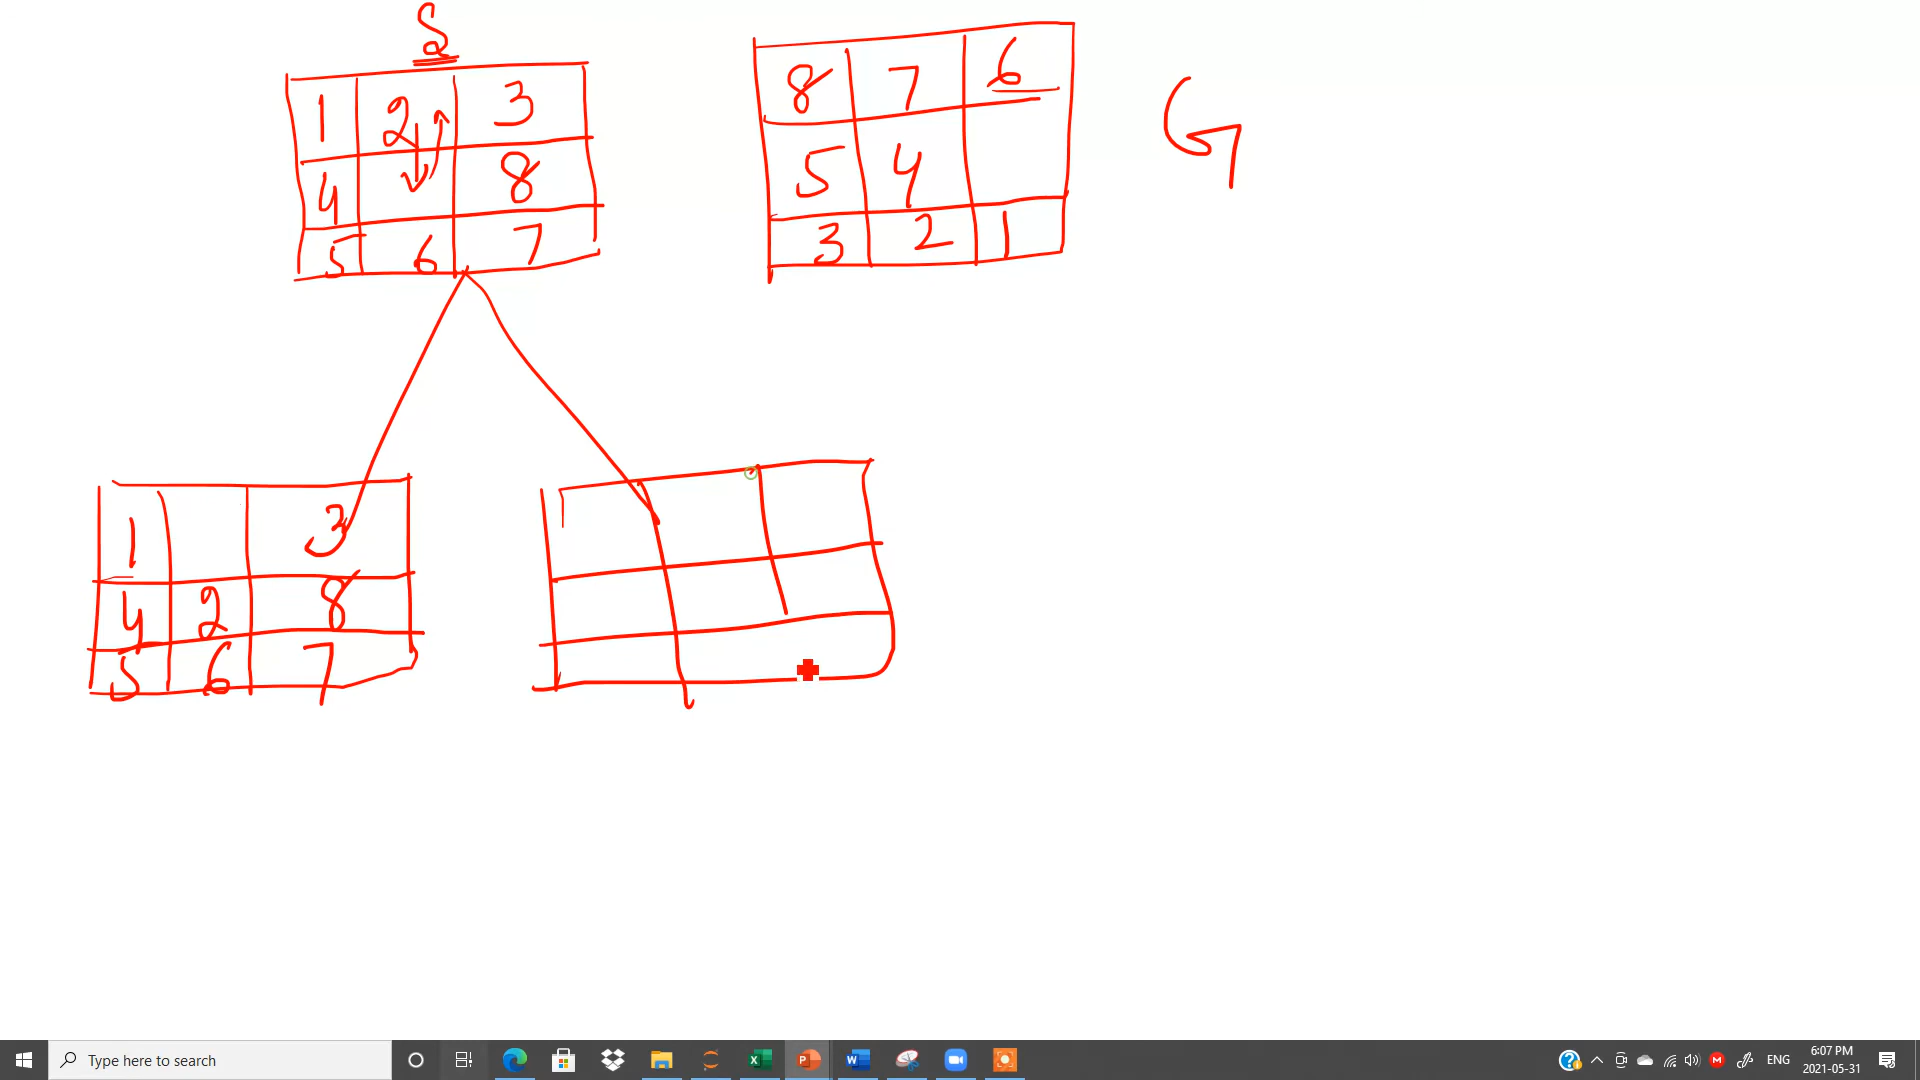 S
1 2 3
4 8
5 6 7
8 7 6
5 4
3 2 1
G
1 3
4 2 8
5 6 7
Type here to search
ENG
6:07 PM
2021-05-31